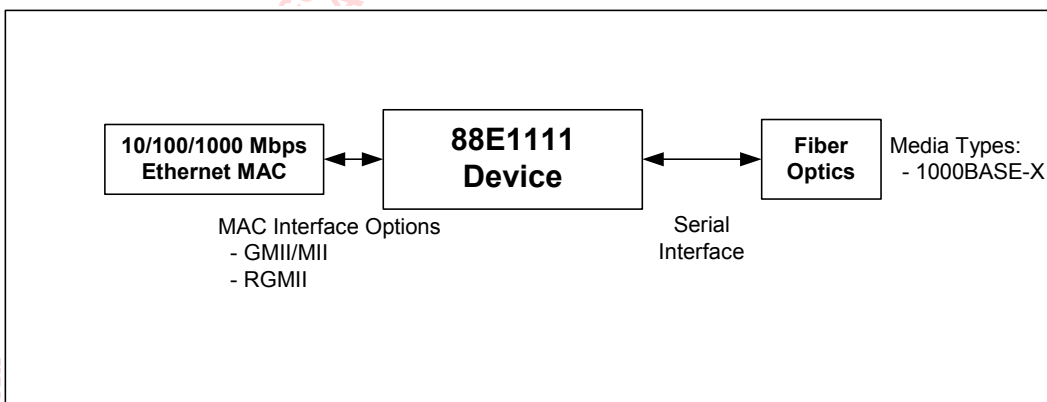 10/100/1000 Mbps
Ethernet MAC
88E1111
Device
Fiber
Optics
Media Types:
- 1000BASE-X
MAC Interface Options
- GMII/MII
- RGMII
Serial
Interface